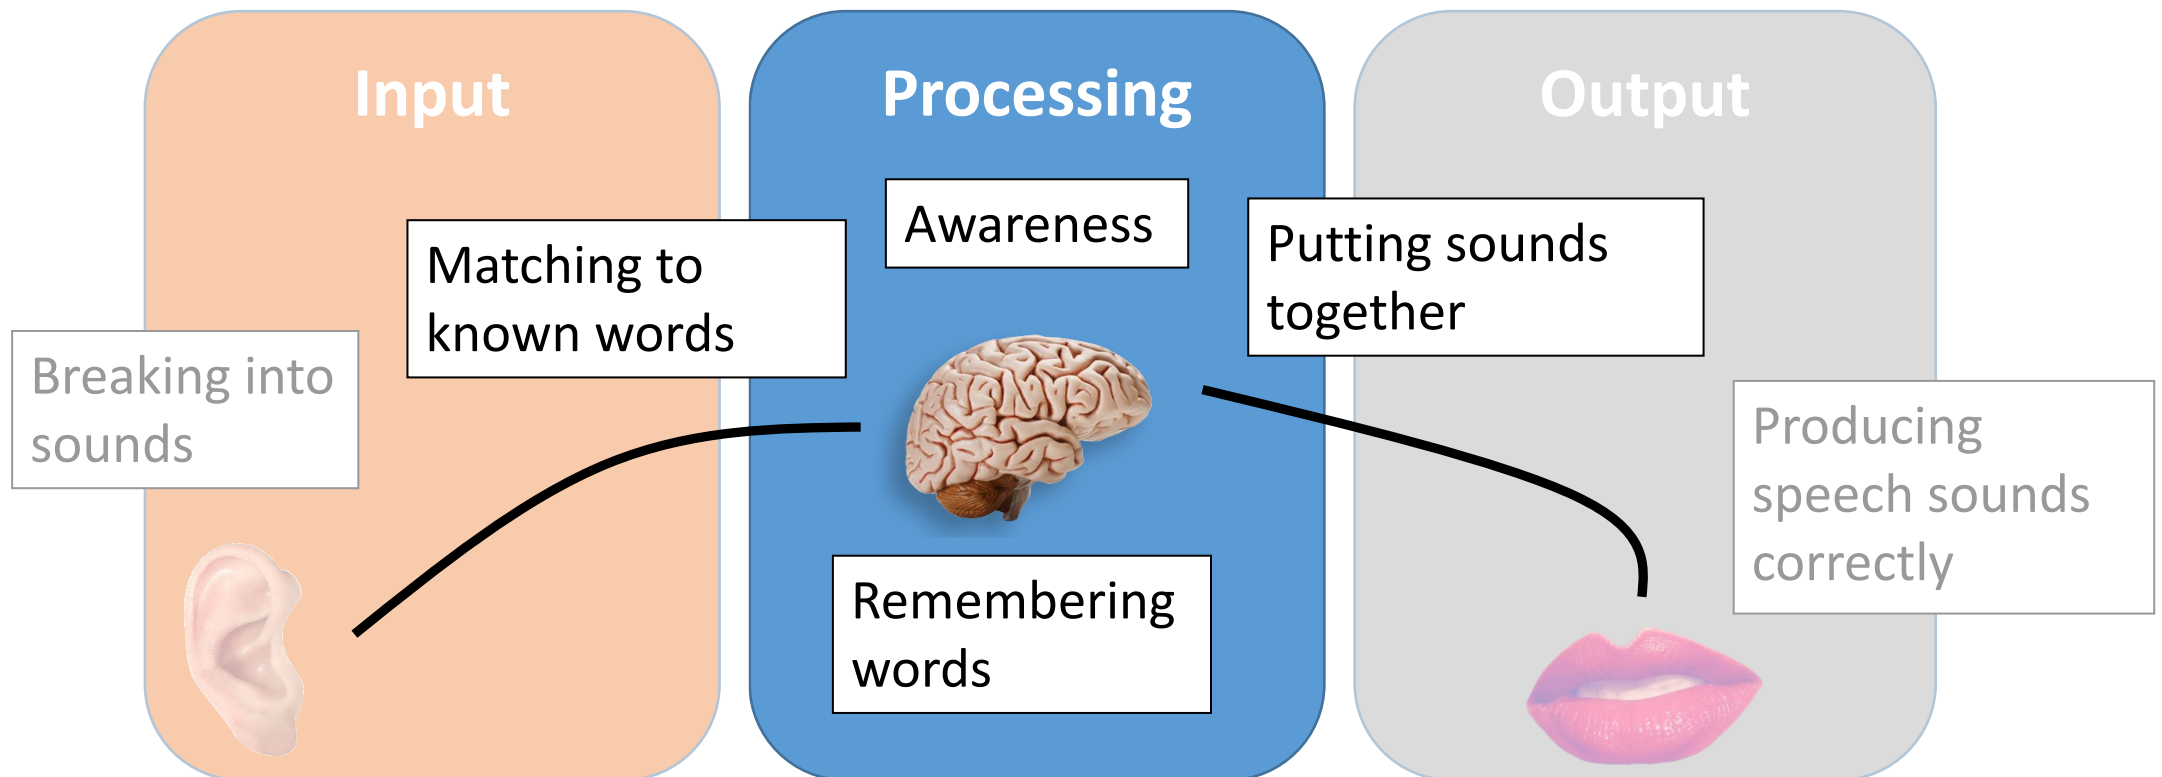 Input
Processing
Output
Breaking into
sounds
Matching to
known words
Awareness
Remembering
words
Putting sounds
together
Producing
speech sounds
correctly